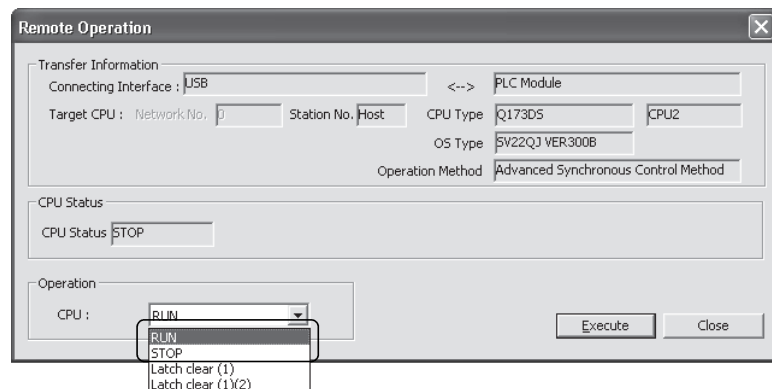 Remote Operation
Transfer Information
Connecting Interface : USB <--> PLC Module
Target CPU : Network No. 0 Station No. Host CPU Type Q173DS CPU2
OS Type SV22QJ VER300B
Operation Method Advanced Synchronous Control Method
CPU Status
CPU Status STOP
Operation
CPU : RUN
RUN
STOP
Latch clear (1)
Latch clear (1)(2)
Execute Close